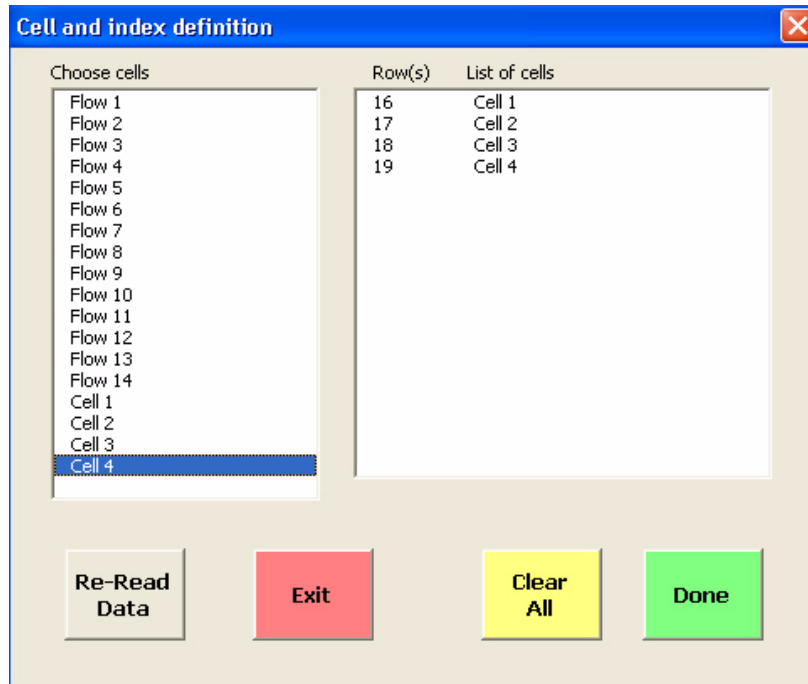 Cell and index definition
Choose cells
Flow 1
Flow 2
Flow 3
Flow 4
Flow 5
Flow 6
Flow 7
Flow 8
Flow 9
Flow 10
Flow 11
Flow 12
Flow 13
Flow 14
Cell 1
Cell 2
Cell 3
Cell 4
Row(s) List of cells
16 Cell 1
17 Cell 2
18 Cell 3
19 Cell 4
Re-Read
Data
Exit
Clear
All
Done